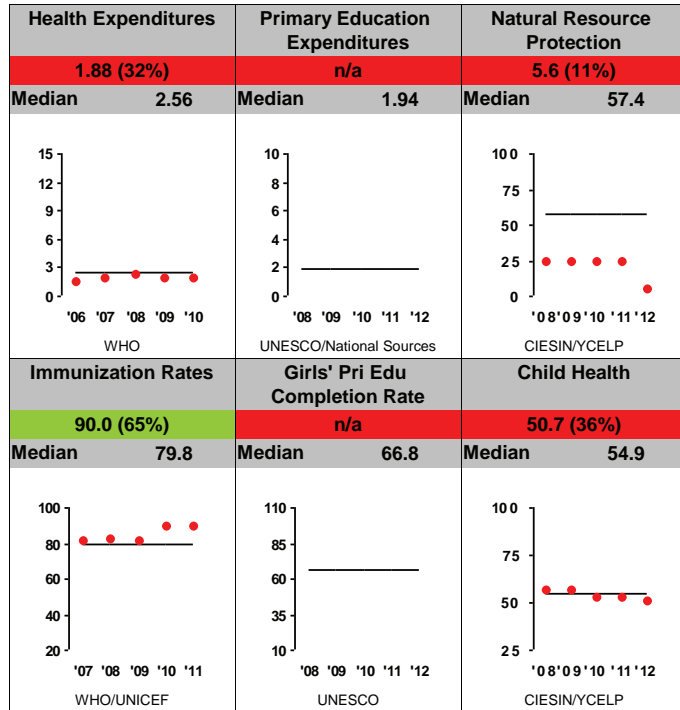 Health Expenditures
1.88 (32%)
Median 2.56
15
12
9
6
3
0
'06 '07 '08 '09 '10
WHO
Primary Education
Expenditures
n/a
Median 1.94
10
8
6
4
2
0
'08 '09 '10 '11 '12
UNESCO/National Sources
Natural Resource
Protection
5.6 (11%)
Median 57.4
100
75
50
25
0
'08 '09 '10 '11 '12
CIESIN/YCELP
Immunization Rates
90.0 (65%)
Median 79.8
100
80
60
40
20
'07 '08 '09 '10 '11
WHO/UNICEF
Girls' Pri Edu
Completion Rate
n/a
Median 66.8
110
85
60
35
10
'08 '09 '10 '11 '12
UNESCO
Child Health
50.7 (36%)
Median 54.9
100
75
50
25
'08 '09 '10 '11 '12
CIESIN/YCELP